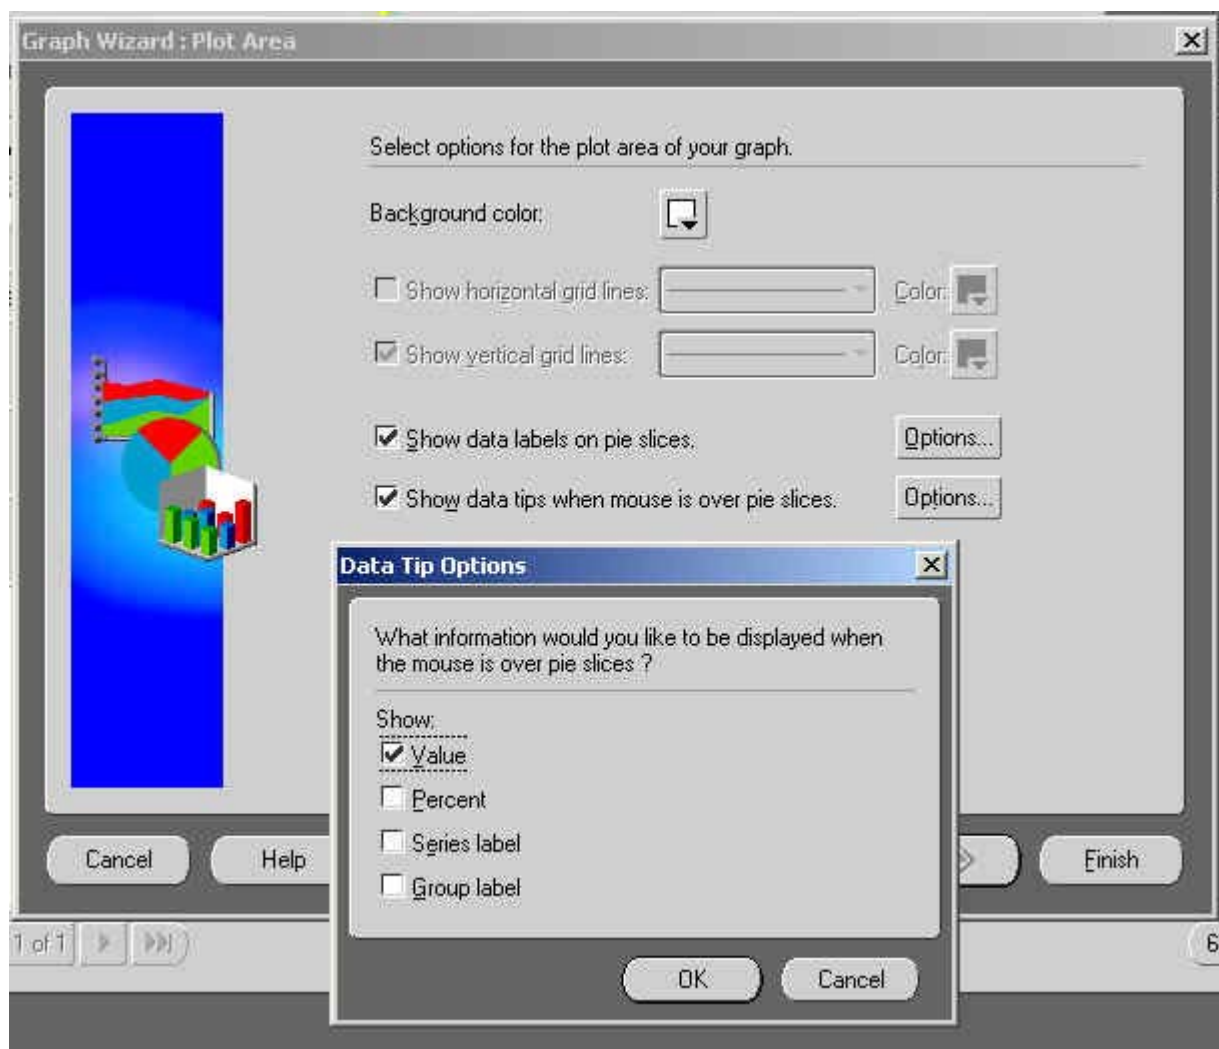 Graph Wizard : Plot Area
Select options for the plot area of your graph.
Background color:
Show horizontal grid lines: Color:
Show vertical grid lines: Color:
Show data labels on pie slices. Options...
Show data tips when mouse is over pie slices. Options...
Data Tip Options
What information would you like to be displayed when
the mouse is over pie slices ?
Show:
Value
Percent
Series label
Group label
Cancel Help Finish
1 of 1 6
OK Cancel